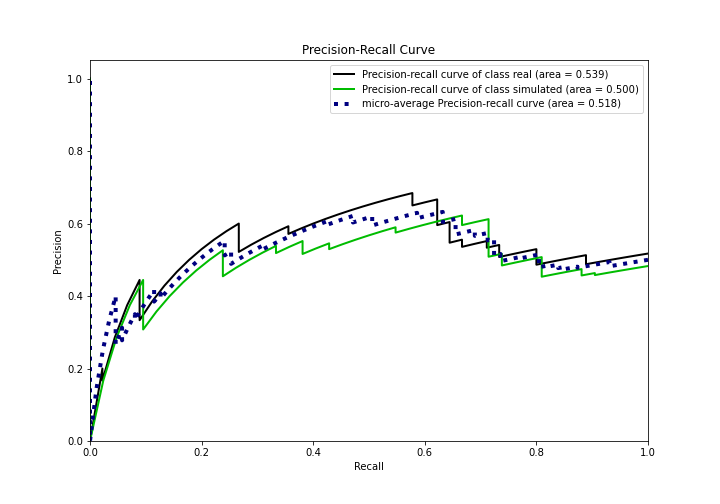 Precision-Recall Curve
Precision-recall curve of class real (area = 0.539)
Precision-recall curve of class simulated (area = 0.500)
micro-average Precision-recall curve (area = 0.518)
Precision
1.0
0.8
0.6
0.4
0.2
0.0
0.0 0.2 0.4 0.6 0.8 1.0
Recall